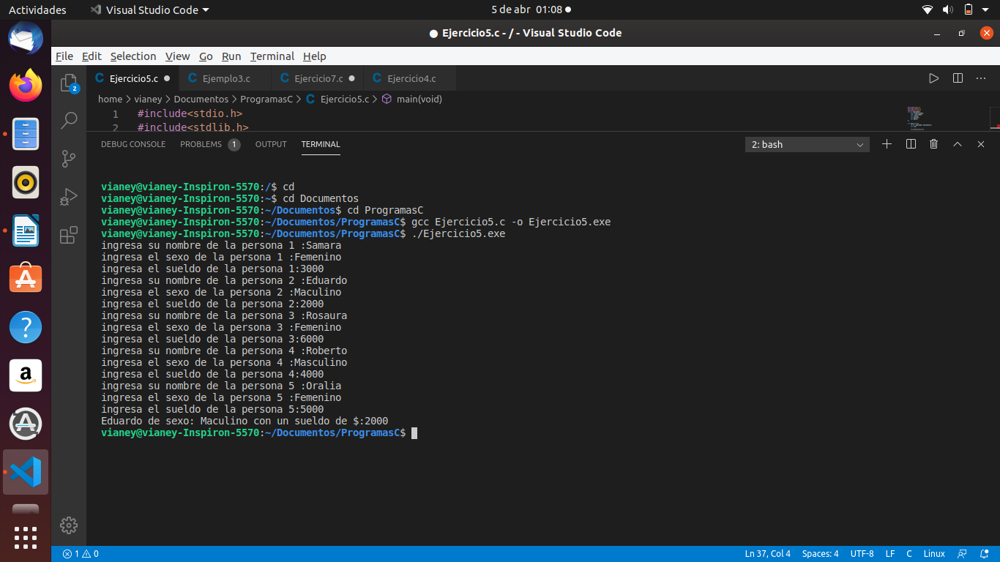 Actividades
Visual Studio Code
5 de abr 01:08
Ejercicio5.c - / - Visual Studio Code
File Edit Selection View Go Run Terminal Help
Ejercicio5.c
Ejemplo3.c
Ejercicio7.c
Ejercicio4.c
home > vianey > Documentos > ProgramasC > C Ejercicio5.c > main(void)
1 #include<stdio.h>
2 #include<stdlib.h>
2
DEBUG CONSOLE PROBLEMS 1 OUTPUT TERMINAL
2: bash
vianey@vianey-Inspiron-5570:/$ cd
vianey@vianey-Inspiron-5570:~$ cd Documentos
vianey@vianey-Inspiron-5570:~/Documentos$ cd ProgramasC
vianey@vianey-Inspiron-5570:~/Documentos/ProgramasC$ gcc Ejercicio5.c -o Ejercicio5.exe
vianey@vianey-Inspiron-5570:~/Documentos/ProgramasC$ ./Ejercicio5.exe
ingresa su nombre de la persona 1 :Samara
ingresa el sexo de la persona 1 :Femenino
ingresa el sueldo de la persona 1:3000
ingresa su nombre de la persona 2 :Eduardo
ingresa el sexo de la persona 2 :Maculino
ingresa el sueldo de la persona 2:2000
ingresa su nombre de la persona 3 :Rosaura
ingresa el sexo de la persona 3 :Femenino
ingresa el sueldo de la persona 3:6000
ingresa su nombre de la persona 4 :Roberto
ingresa el sexo de la persona 4 :Masculino
ingresa el sueldo de la persona 4:4000
ingresa su nombre de la persona 5 :Oralia
ingresa el sexo de la persona 5 :Femenino
ingresa el sueldo de la persona 5:5000
Eduardo de sexo: Maculino con un sueldo de $:2000
vianey@vianey-Inspiron-5570:~/Documentos/ProgramasC$
1 0
Ln 37, Col 4 Spaces: 4 UTF-8 LF C Linux